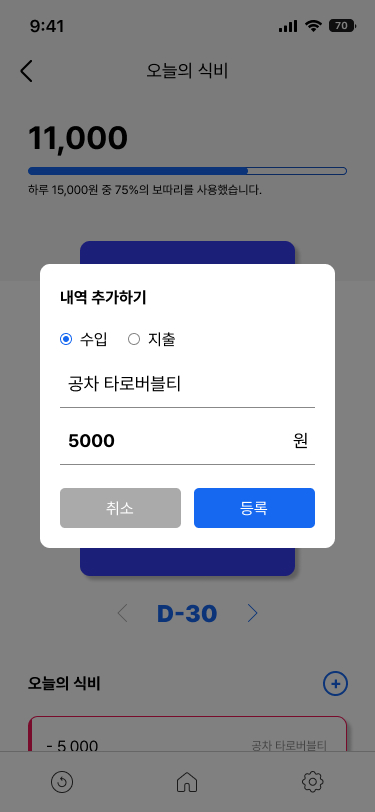 9:41
70
오늘의 식비
11,000
하루 15,000원 중 75%의 보따리를 사용했습니다.
내역 추가하기
수입 지출
공차 타로버블티
5000 원
취소 등록
D-30
오늘의 식비
- 5,000 공차 타로버블티